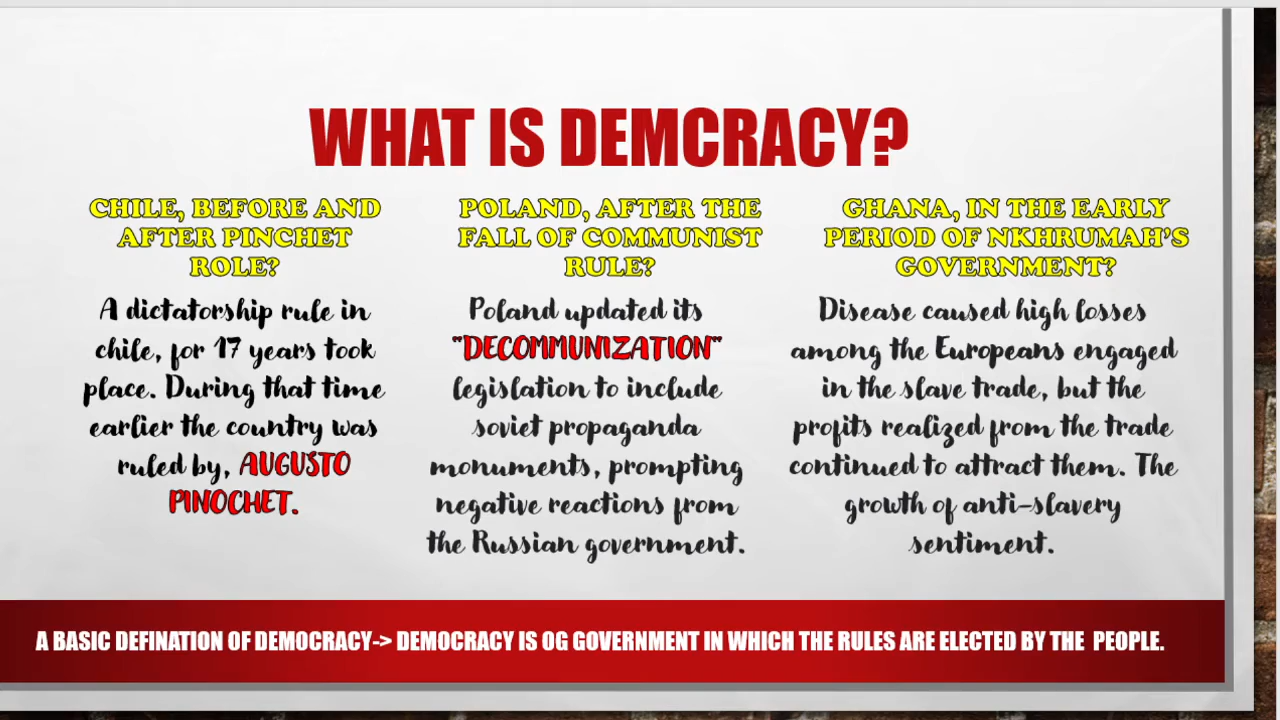 WHAT IS DEMCRACY?
CHILE, BEFORE AND
AFTER PINCHET
ROLE?
A dictatorship rule in
chile, for 17 years took
place. During that time
earlier the country was
ruled by, AUGUSTO
PINOCHET.
POLAND, AFTER THE
FALL OF COMMUNIST
RULE?
Poland updated its
"DECOMMUNIZATION"
legislation to include
soviet propaganda
monuments, prompting
negative reactions from
the Russian government.
GHANA, IN THE EARLY
PERIOD OF NKHRUMAH'S
GOVERNMENT?
Disease caused high losses
among the Europeans engaged
in the slave trade, but the
profits realized from the trade
continued to attract them. The
growth of anti-slavery
sentiment.
A BASIC DEFINATION OF DEMOCRACY-> DEMOCRACY IS OG GOVERNMENT IN WHICH THE RULES ARE ELECTED BY THE PEOPLE.